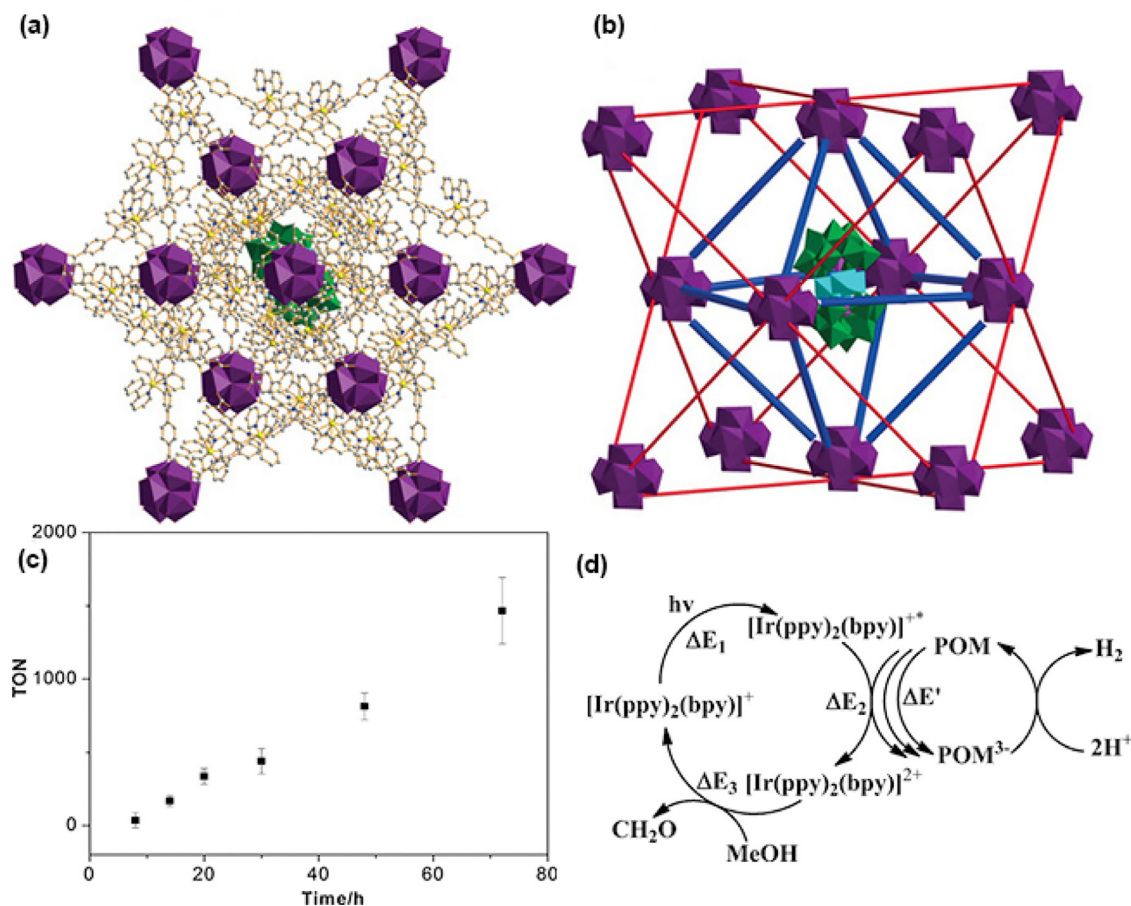 (a)
(b)
(c)
2000
1000
0
TON
0
20
40
60
80
Time/h
(d)
hν
ΔE₁
[Ir(ppy)₂(bpy)]⁺*
POM
H₂
[Ir(ppy)₂(bpy)]⁺
ΔE₂
ΔE'
ΔE₃
[Ir(ppy)₂(bpy)]²⁺
POM³⁻
2H⁺
CH₂O
MeOH